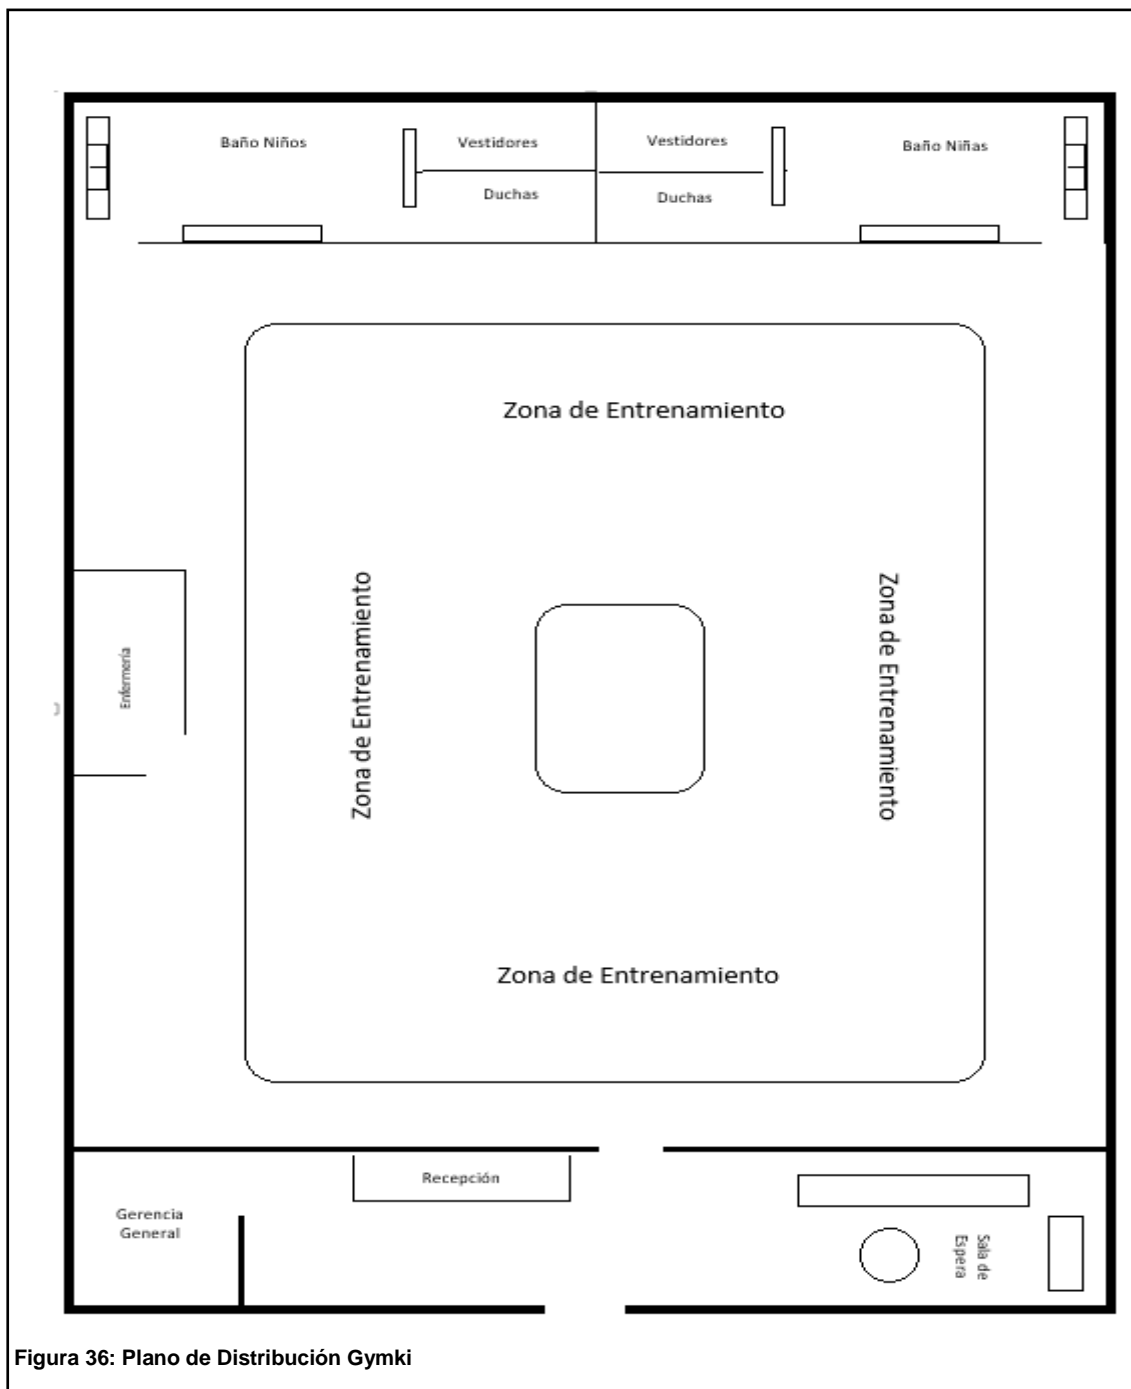 Baño Niños
Vestidores
Vestidores
Baño Niñas
Duchas
Duchas
Zona de Entrenamiento
Zona de Entrenamiento
Zona de Entrenamiento
Enfermería
Zona de Entrenamiento
Recepción
Gerencia
General
Sala de
Espera
Figura 36: Plano de Distribución Gymki